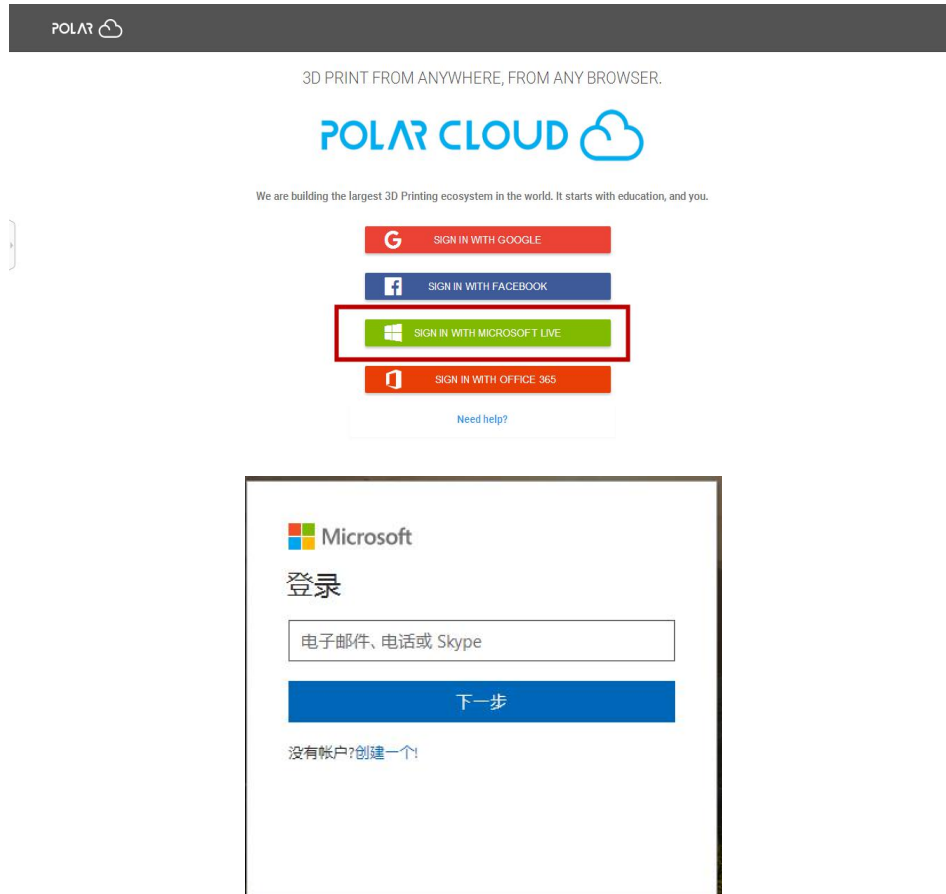 POLAR
3D PRINT FROM ANYWHERE, FROM ANY BROWSER.
POLAR CLOUD
We are building the largest 3D Printing ecosystem in the world. It starts with education, and you.
SIGN IN WITH GOOGLE
SIGN IN WITH FACEBOOK
SIGN IN WITH MICROSOFT LIVE
SIGN IN WITH OFFICE 365
Need help?
Microsoft
登录
电子邮件、电话或 Skype
下一步
没有帐户?创建一个!